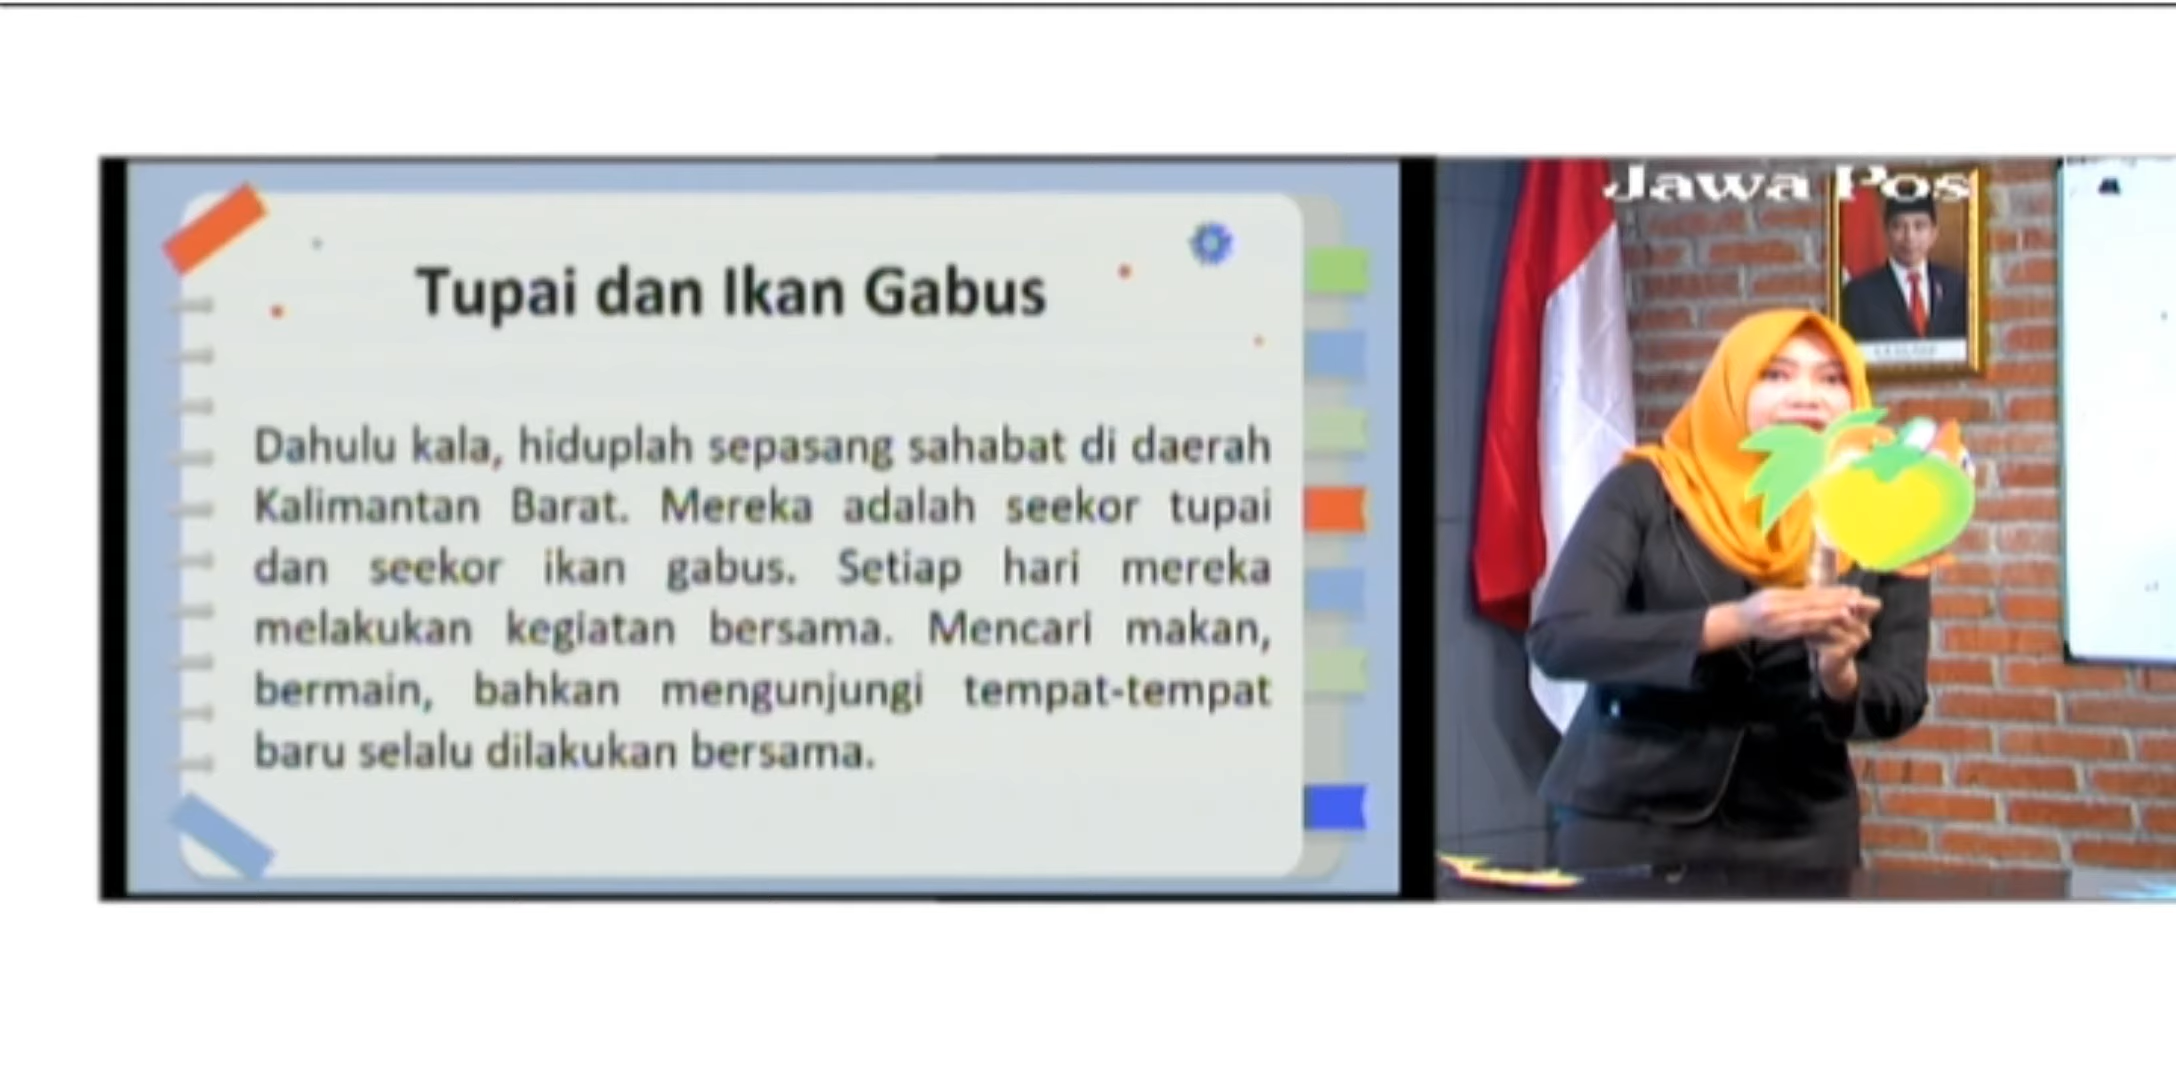 Tupai dan Ikan Gabus
Dahulu kala, hiduplah sepasang sahabat di daerah
Kalimantan Barat. Mereka adalah seekor tupai
dan seekor ikan gabus. Setiap hari mereka
melakukan kegiatan bersama. Mencari makan,
bermain, bahkan mengunjungi tempat-tempat
baru selalu dilakukan bersama.
Jawa Pos